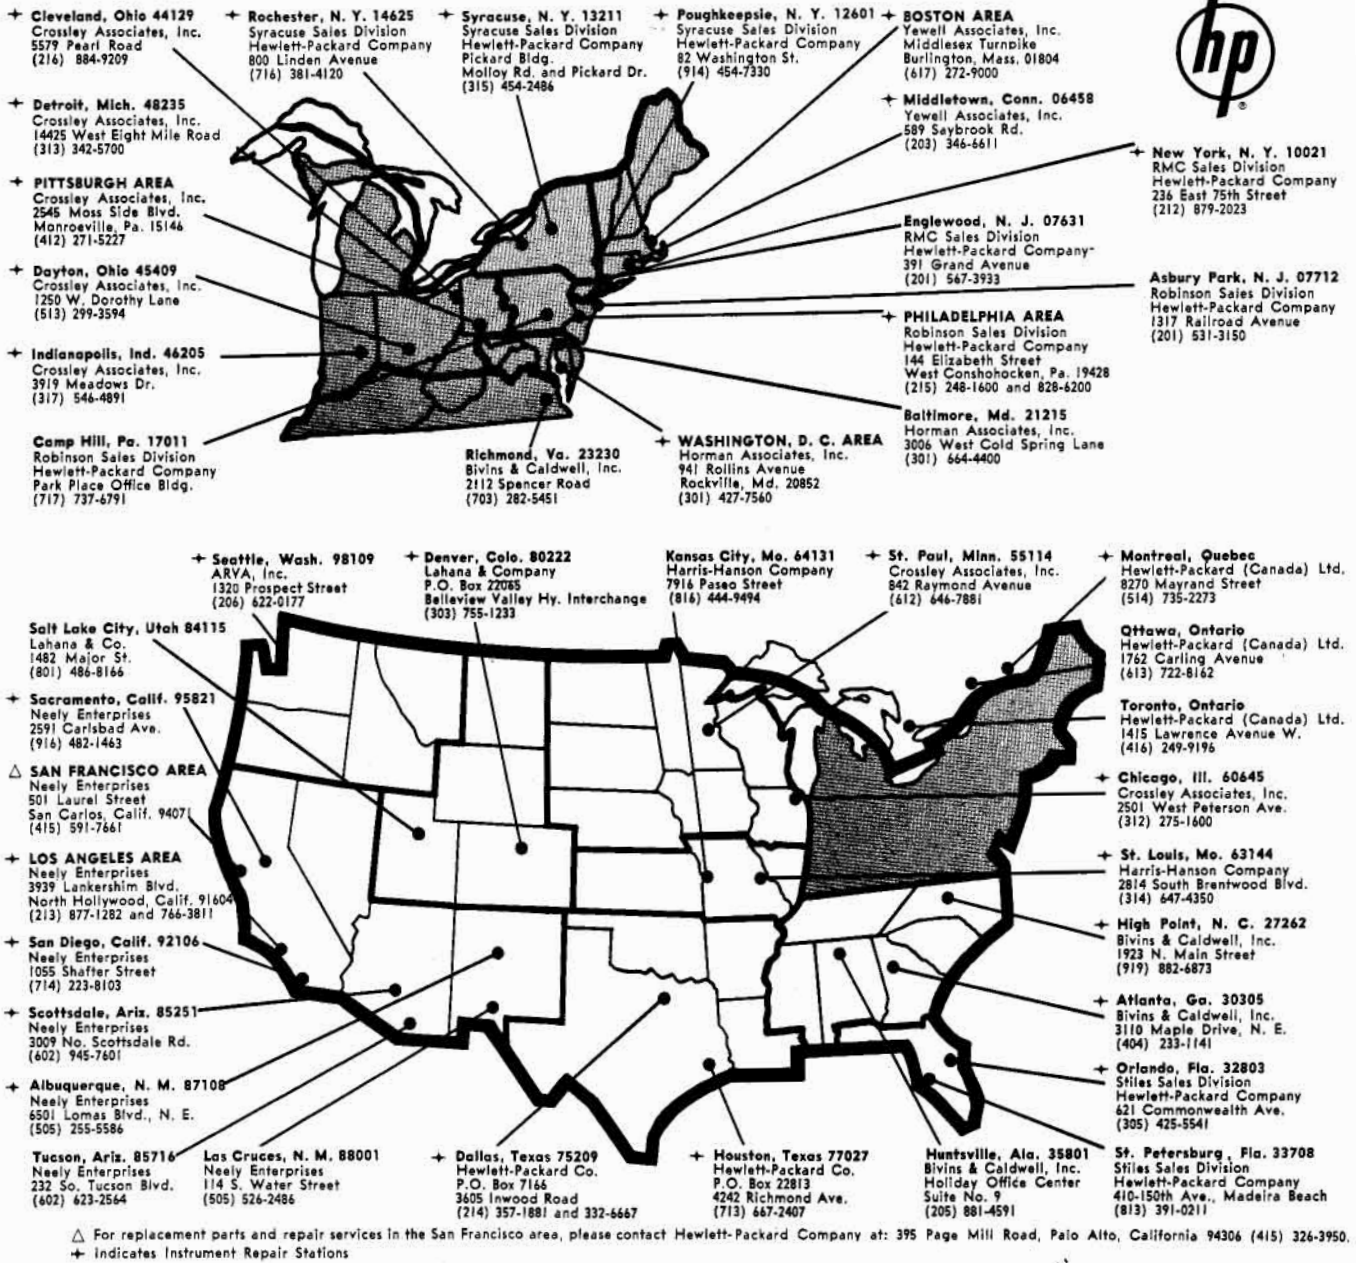 ✦ Cleveland, Ohio 44129
Crossley Associates, Inc.
5579 Pearl Road
(216) 884-9209
✦ Rochester, N. Y. 14625
Syracuse Sales Division
Hewlett-Packard Company
800 Linden Avenue
(716) 381-4120
✦ Syracuse, N. Y. 13211
Syracuse Sales Division
Hewlett-Packard Company
Pickard Bldg.
Molloy Rd. and Pickard Dr.
(315) 454-2486
✦ Poughkeepsie, N. Y. 12601
Syracuse Sales Division
Hewlett-Packard Company
82 Washington St.
(914) 454-7330
✦ BOSTON AREA
Yewell Associates, Inc.
Middlesex Turnpike
Burlington, Mass. 01804
(617) 272-9000
hp
®
✦ Detroit, Mich. 48235
Crossley Associates, Inc.
14425 West Eight Mile Road
(313) 342-5700
✦ Middletown, Conn. 06458
Yewell Associates, Inc.
589 Saybrook Rd.
(203) 346-6611
✦ New York, N. Y. 10021
RMC Sales Division
Hewlett-Packard Company
236 East 75th Street
(212) 879-2023
✦ PITTSBURGH AREA
Crossley Associates, Inc.
2545 Moss Side Blvd.
Monroeville, Pa. 15146
(412) 271-5227
Englewood, N. J. 07631
RMC Sales Division
Hewlett-Packard Company
391 Grand Avenue
(201) 567-3933
✦ Dayton, Ohio 45409
Crossley Associates, Inc.
1250 W. Dorothy Lane
(513) 299-3594
Asbury Park, N. J. 07712
Robinson Sales Division
Hewlett-Packard Company
1317 Railroad Avenue
(201) 531-3150
✦ PHILADELPHIA AREA
Robinson Sales Division
Hewlett-Packard Company
144 Elizabeth Street
West Conshohocken, Pa. 19428
(215) 248-1600 and 828-6200
✦ Indianapolis, Ind. 46205
Crossley Associates, Inc.
3919 Meadows Dr.
(317) 546-4891
Baltimore, Md. 21215
Horman Associates, Inc.
3006 West Cold Spring Lane
(301) 664-4400
Camp Hill, Pa. 17011
Robinson Sales Division
Hewlett-Packard Company
Park Place Office Bldg.
(717) 737-6791
Richmond, Va. 23230
Bivins & Caldwell, Inc.
2112 Spencer Road
(703) 282-5451
✦ WASHINGTON, D. C. AREA
Horman Associates, Inc.
941 Rollins Avenue
Rockville, Md. 20852
(301) 427-7560
✦ Seattle, Wash. 98109
ARVA, Inc.
1320 Prospect Street
(206) 622-0177
✦ Denver, Colo. 80222
Lahana & Company
P.O. Box 22085
Belleview Valley Hy. Interchange
(303) 755-1233
Kansas City, Mo. 64131
Harris-Hanson Company
7916 Paseo Street
(816) 444-9494
✦ St. Paul, Minn. 55114
Crossley Associates, Inc.
842 Raymond Avenue
(612) 646-7881
✦ Montreal, Quebec
Hewlett-Packard (Canada) Ltd.
8270 Mayrand Street
(514) 735-2273
Salt Lake City, Utah 84115
Lahana & Co.
1482 Major St.
(801) 486-8166
Ottawa, Ontario
Hewlett-Packard (Canada) Ltd.
1762 Carling Avenue
(613) 722-8162
✦ Sacramento, Calif. 95821
Neely Enterprises
2591 Carlsbad Ave.
(916) 482-1463
Toronto, Ontario
Hewlett-Packard (Canada) Ltd.
1415 Lawrence Avenue W.
(416) 249-9196
△ SAN FRANCISCO AREA
Neely Enterprises
501 Laurel Street
San Carlos, Calif. 94071
(415) 591-7661
✦ Chicago, Ill. 60645
Crossley Associates, Inc.
2501 West Peterson Ave.
(312) 275-1600
✦ LOS ANGELES AREA
Neely Enterprises
3939 Lankershim Blvd.
North Hollywood, Calif. 91604
(213) 877-1282 and 766-3811
✦ St. Louis, Mo. 63144
Harris-Hanson Company
2814 South Brentwood Blvd.
(314) 647-4350
✦ San Diego, Calif. 92106
Neely Enterprises
1055 Shafter Street
(714) 223-8103
✦ High Point, N. C. 27262
Bivins & Caldwell, Inc.
1923 N. Main Street
(919) 882-6873
✦ Scottsdale, Ariz. 85251
Neely Enterprises
3009 No. Scottsdale Rd.
(602) 945-7601
✦ Atlanta, Ga. 30305
Bivins & Caldwell, Inc.
3110 Maple Drive, N. E.
(404) 233-1141
✦ Albuquerque, N. M. 87108
Neely Enterprises
6501 Lomas Blvd., N. E.
(505) 255-5586
✦ Orlando, Fla. 32803
Stiles Sales Division
Hewlett-Packard Company
621 Commonwealth Ave.
(305) 425-5541
Tucson, Ariz. 85716
Neely Enterprises
232 So. Tucson Blvd.
(602) 623-2564
Las Cruces, N. M. 88001
Neely Enterprises
114 S. Water Street
(505) 526-2486
✦ Dallas, Texas 75209
Hewlett-Packard Co.
P.O. Box 7166
3605 Inwood Road
(214) 357-1881 and 332-6667
✦ Houston, Texas 77027
Hewlett-Packard Co.
P.O. Box 22813
4242 Richmond Ave.
(713) 667-2407
Huntsville, Ala. 35801
Bivins & Caldwell, Inc.
Holiday Office Center
Suite No. 9
(205) 881-4591
St. Petersburg, Fla. 33708
Stiles Sales Division
Hewlett-Packard Company
410-150th Ave., Madeira Beach
(813) 391-0211
△ For replacement parts and repair services in the San Francisco area, please contact Hewlett-Packard Company at: 395 Page Mill Road, Palo Alto, California 94306 (415) 326-3950.
✦ Indicates Instrument Repair Stations